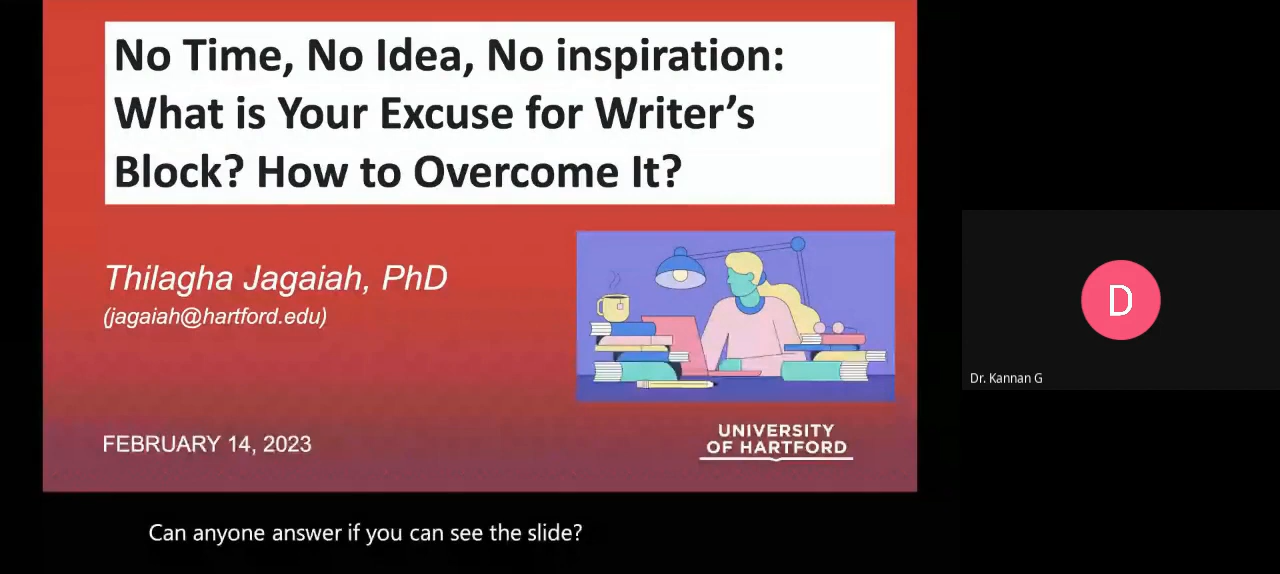 No Time, No Idea, No inspiration:
What is Your Excuse for Writer’s
Block? How to Overcome It?
Thilagha Jagaiah, PhD
(jagaiah@hartford.edu)
FEBRUARY 14, 2023
UNIVERSITY
OF HARTFORD
D
Dr. Kannan G
Can anyone answer if you can see the slide?